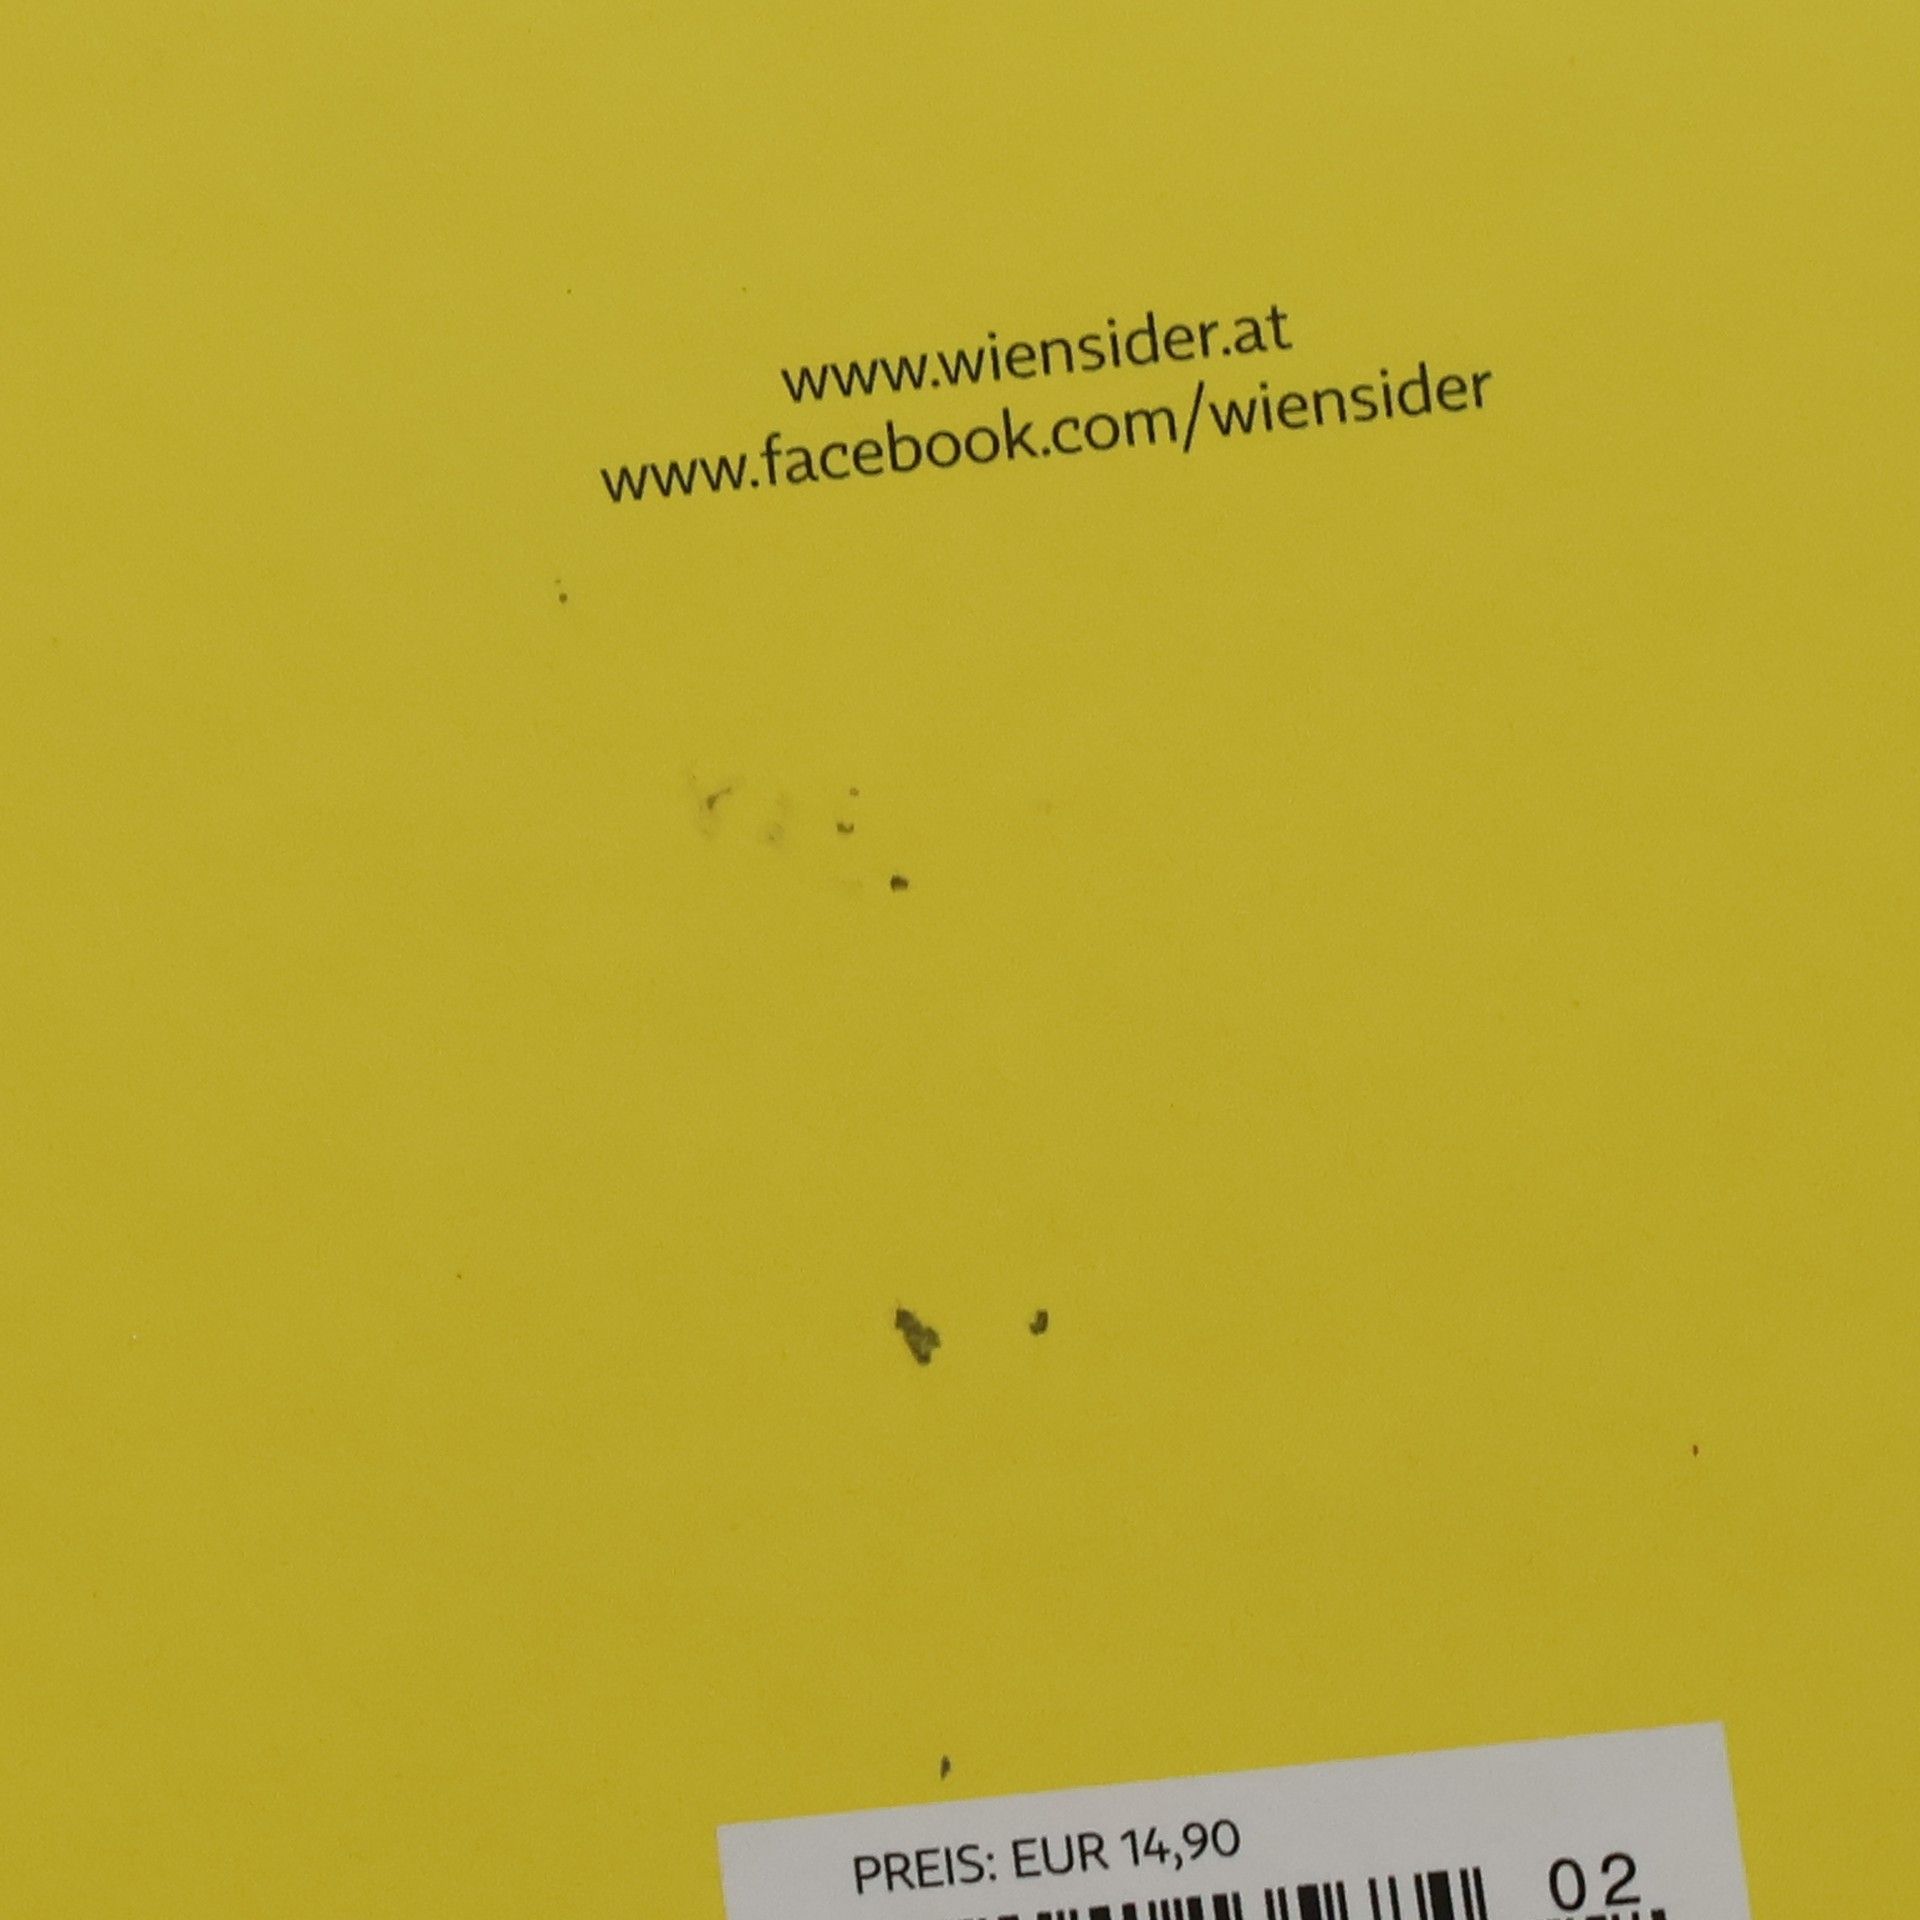 www.wiensider.at
www.facebook.com/wiensider
PREIS: EUR 14,90
02